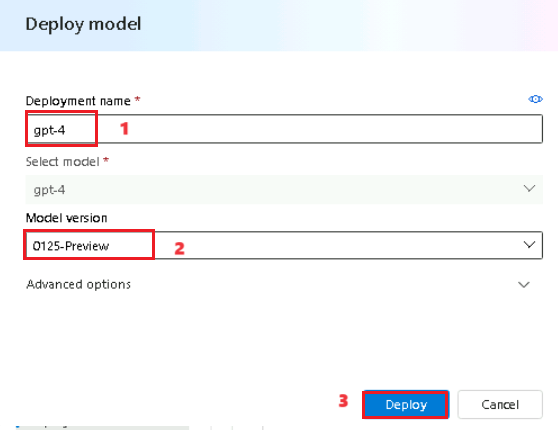 Deploy model
Deployment name *
gpt-4
1
Select model *
gpt-4
Model version
0125-Preview
2
Advanced options
3
Deploy
Cancel